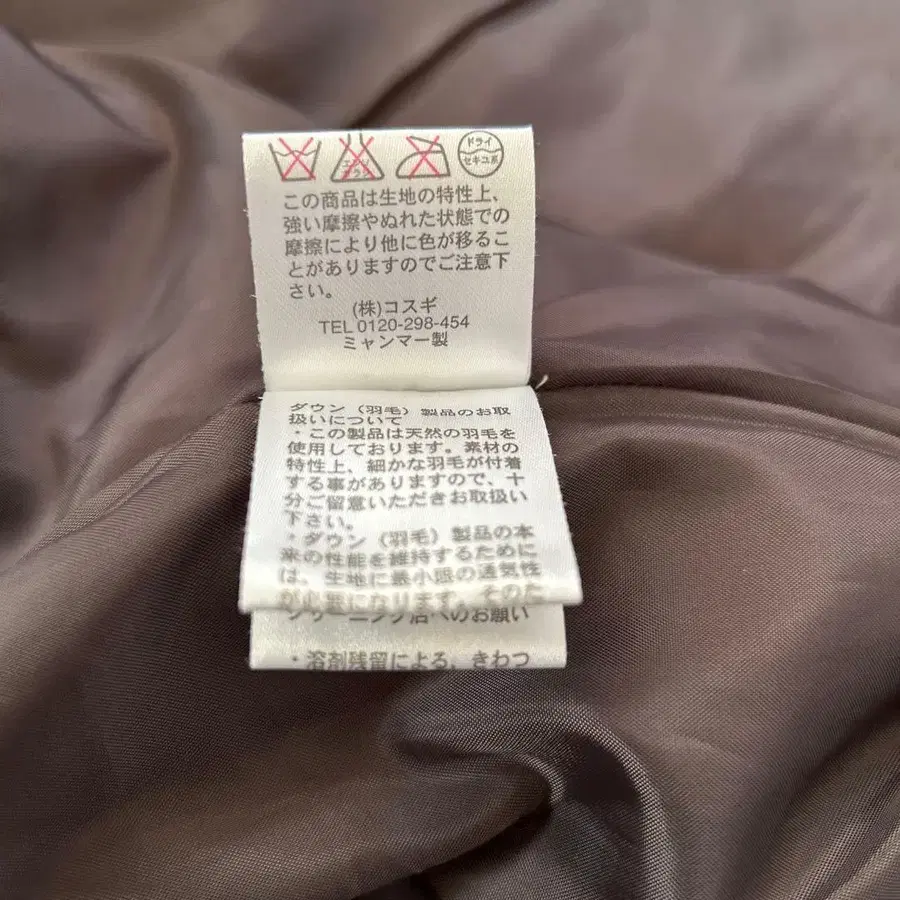 エンソ
サラシ
ドライ
セキユ系
この商品は生地の特性上、
強い摩擦やぬれた状態での
摩擦により他に色が移るこ
とがありますのでご注意下
さい。
(株)コスギ
TEL 0120-298-454
ミャンマー製
ダウン（羽毛）製品のお取
扱いについて
・この製品は天然の羽毛を
使用しております。素材の
特性上、細かな羽毛が付着
する事がありますので、十
分ご留意いただきお取扱い
下さい。
・ダウン（羽毛）製品の本
来の性能を維持するために
は、生地に最小限の通気性
が必要になります。そのた
クリーニング店へのお願い
・溶剤残留による、きわつ